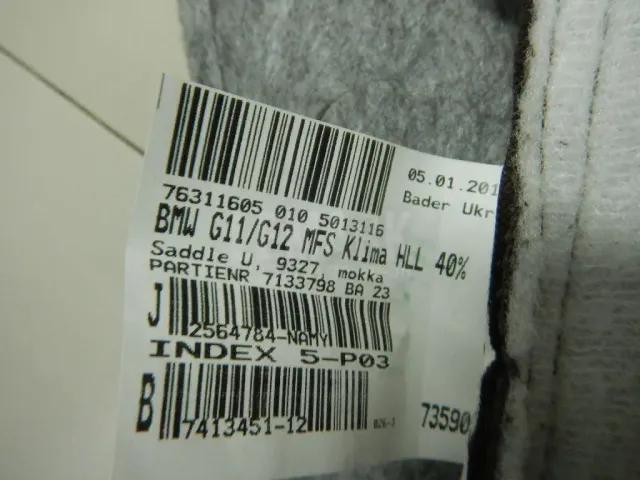 05.01.201
Bader Ukr
76311605 010 5013116
BMW G11/G12 MFS Klima HLL 40%
Saddle U, 9327, mokka
PARTIENR 7133798 BA 23
J
2564784-NAMY
INDEX 5-P03
B
7413451-12
73590